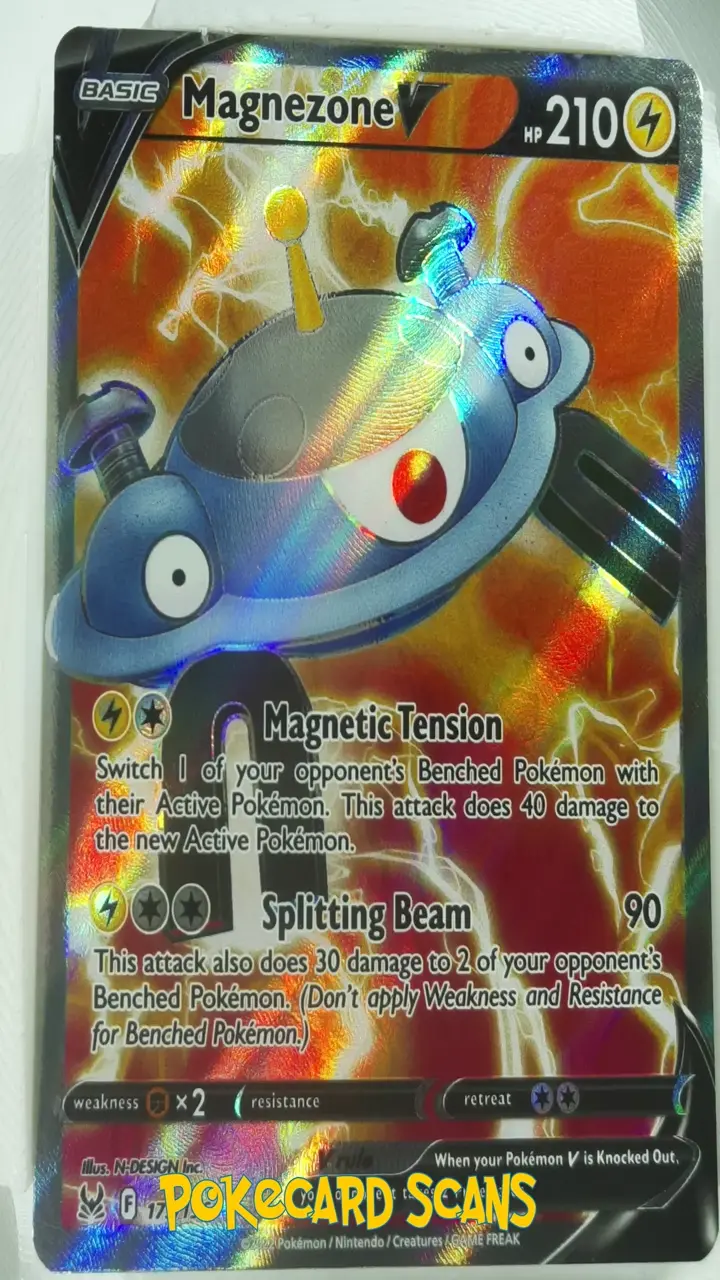 BASIC Magnezone V HP 210
Magnetic Tension
Switch 1 of your opponent's Benched Pokémon with
their Active Pokémon. This attack does 40 damage to
the new Active Pokémon.
Splitting Beam 90
This attack also does 30 damage to 2 of your opponent's
Benched Pokémon. (Don't apply Weakness and Resistance
for Benched Pokémon.)
weakness ×2 resistance retreat
V rule
When your Pokémon V is Knocked Out,
Illus. N-DESIGN Inc.
F
POKECARD SCANS
Pokémon / Nintendo / Creatures / GAME FREAK